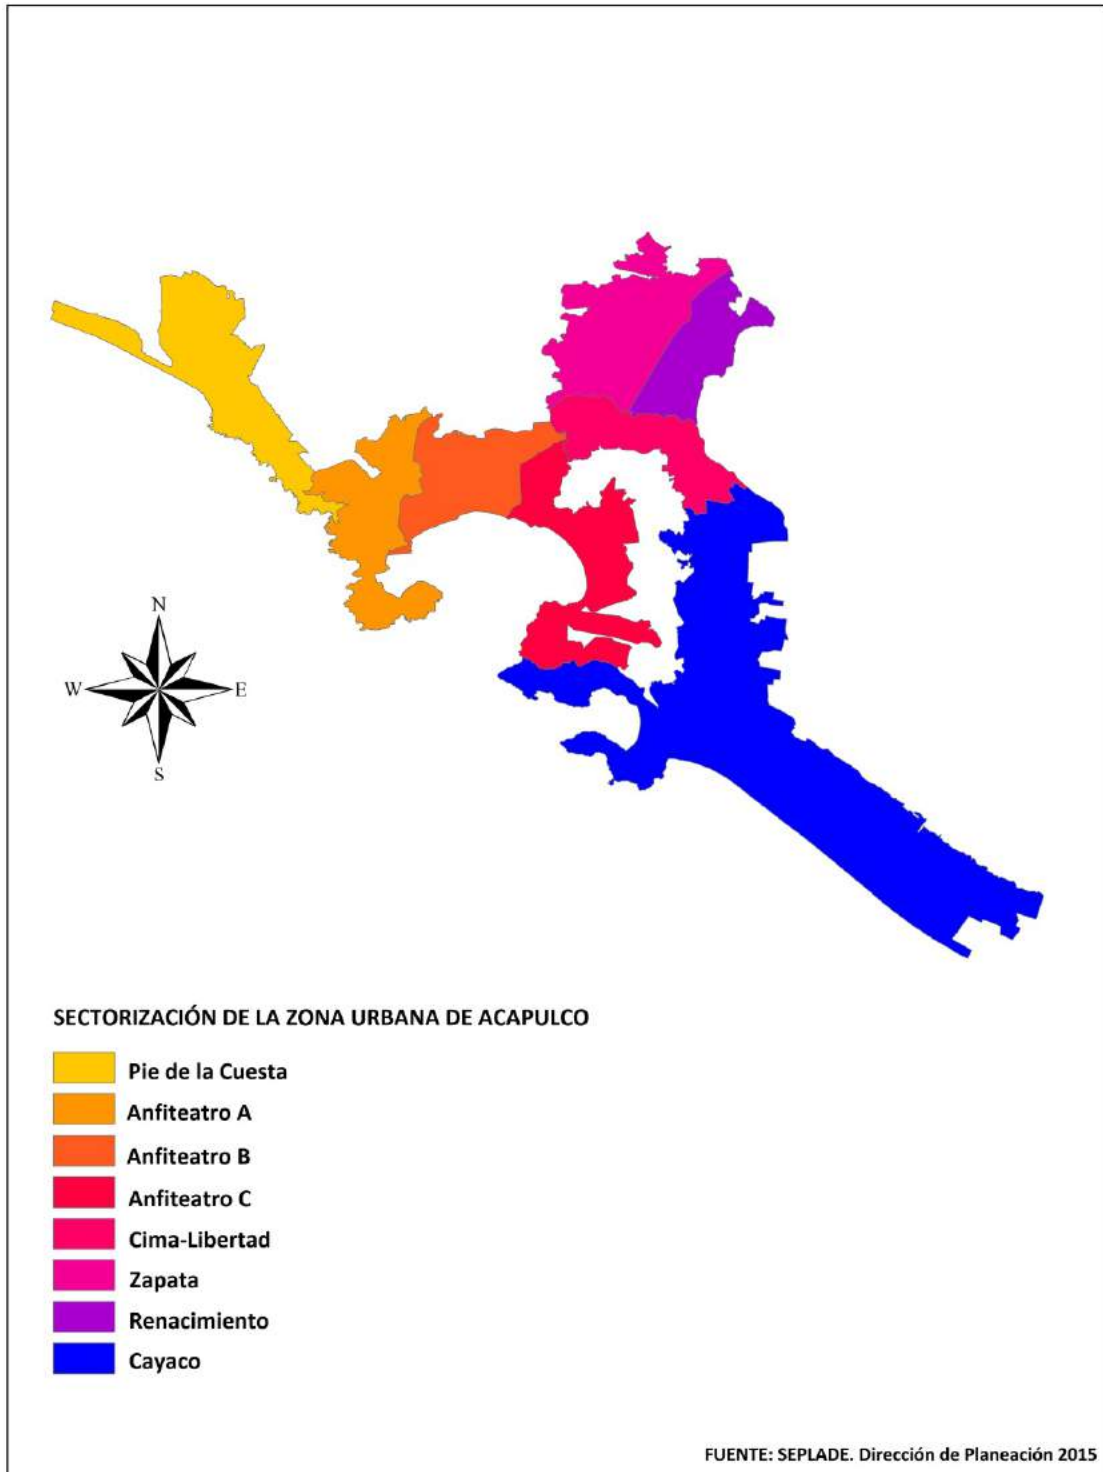 N
W
E
S
SECTORIZACIÓN DE LA ZONA URBANA DE ACAPULCO
Pie de la Cuesta
Anfiteatro A
Anfiteatro B
Anfiteatro C
Cima-Libertad
Zapata
Renacimiento
Cayaco
FUENTE: SEPLADE. Dirección de Planeación 2015